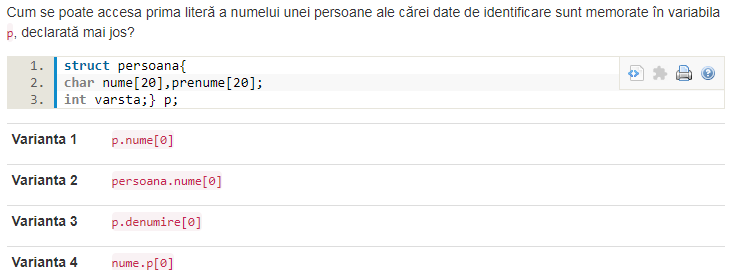 Cum se poate accesa prima literă a numelui unei persoane ale cărei date de identificare sunt memorate în variabila
p, declarată mai jos?
1. struct persoana{
2. char nume[20],prenume[20];
3. int varsta;} p;
Varianta 1 p.nume[0]
Varianta 2 persoana.nume[0]
Varianta 3 p.denumire[0]
Varianta 4 nume.p[0]